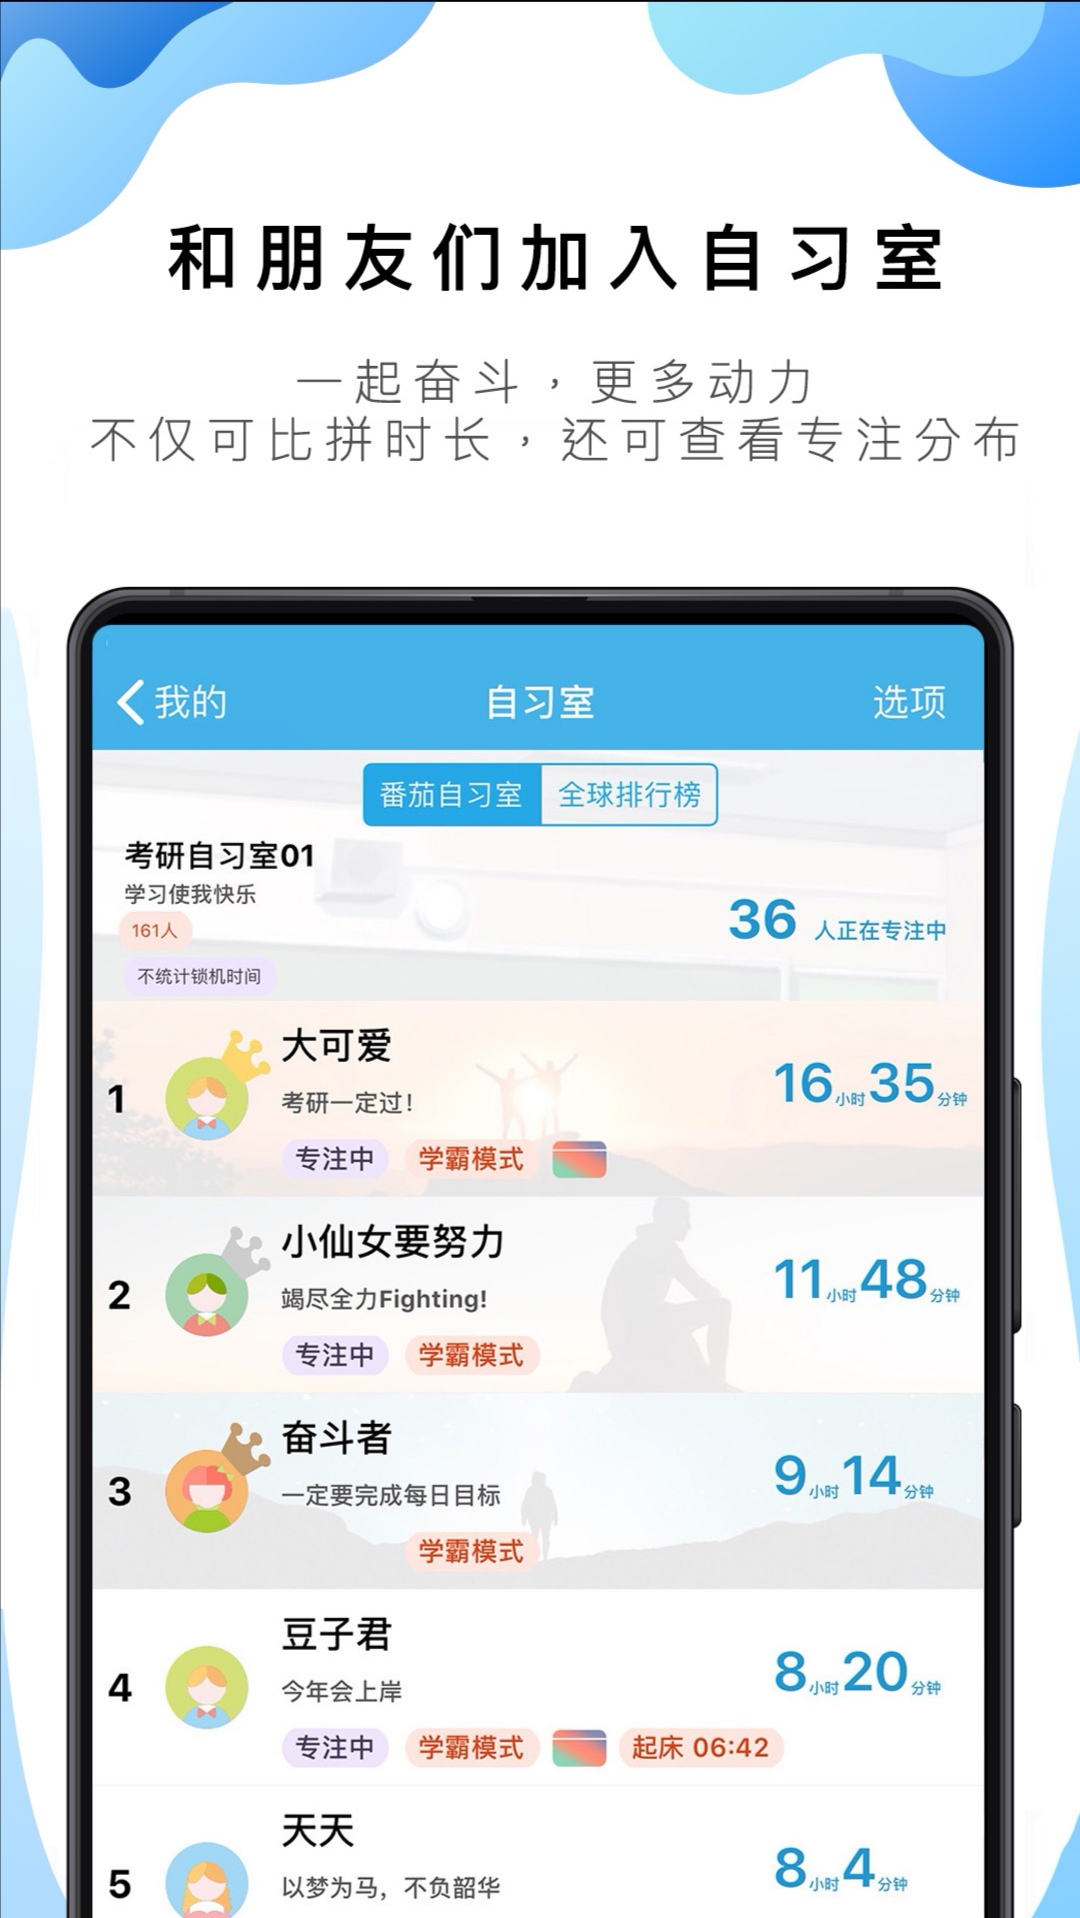 和朋友们加入自习室
一起奋斗，更多动力
不仅可比拼时长，还可查看专注分布
我的 自习室 选项
番茄自习室 全球排行榜
考研自习室01
学习使我快乐
161人
36 人正在专注中
不统计锁机时间
1 大可爱
考研一定过！
16小时35分钟
专注中 学霸模式
2 小仙女要努力
竭尽全力Fighting!
11小时48分钟
专注中 学霸模式
3 奋斗者
一定要完成每日目标
9小时14分钟
学霸模式
4 豆子君
今年会上岸
8小时20分钟
专注中 学霸模式 起床 06:42
5 天天
以梦为马，不负韶华
8小时4分钟